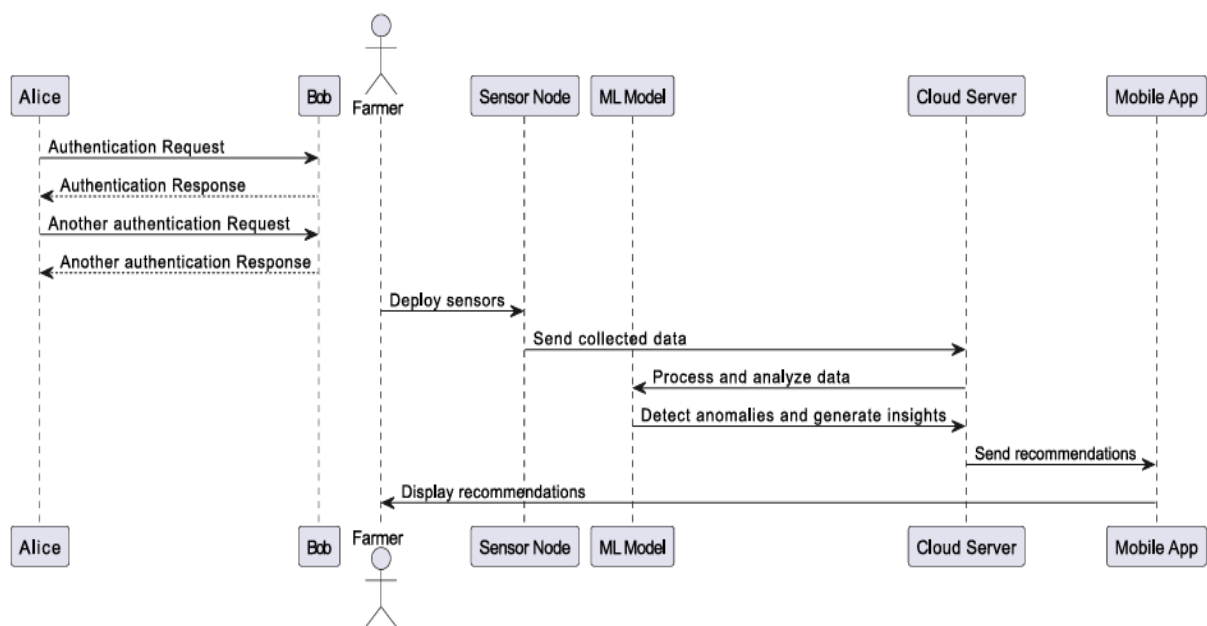 Alice
Bob
Farmer
Sensor Node
ML Model
Cloud Server
Mobile App
Authentication Request
Authentication Response
Another authentication Request
Another authentication Response
Deploy sensors
Send collected data
Process and analyze data
Detect anomalies and generate insights
Send recommendations
Display recommendations
Alice
Bob
Farmer
Sensor Node
ML Model
Cloud Server
Mobile App